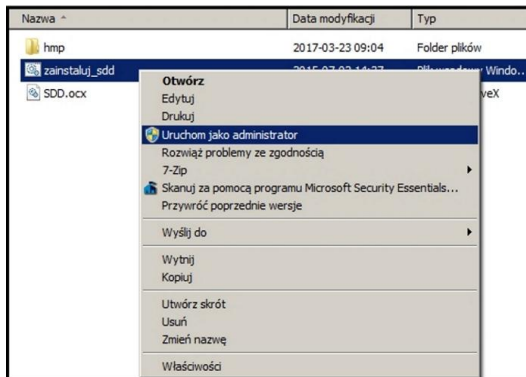 Nazwa Data modyfikacji Typ
hmp 2017-03-23 09:04 Folder plików
zainstaluj_sdd Windo...
SDD.ocx veX
Otwórz
Edytuj
Drukuj
Uruchom jako administrator
Rozwiąż problemy ze zgodnością
7-Zip
Skanuj za pomocą programu Microsoft Security Essentials...
Przywróć poprzednie wersje
Wyślij do
Wytnij
Kopiuj
Utwórz skrót
Usuń
Zmień nazwę
Właściwości